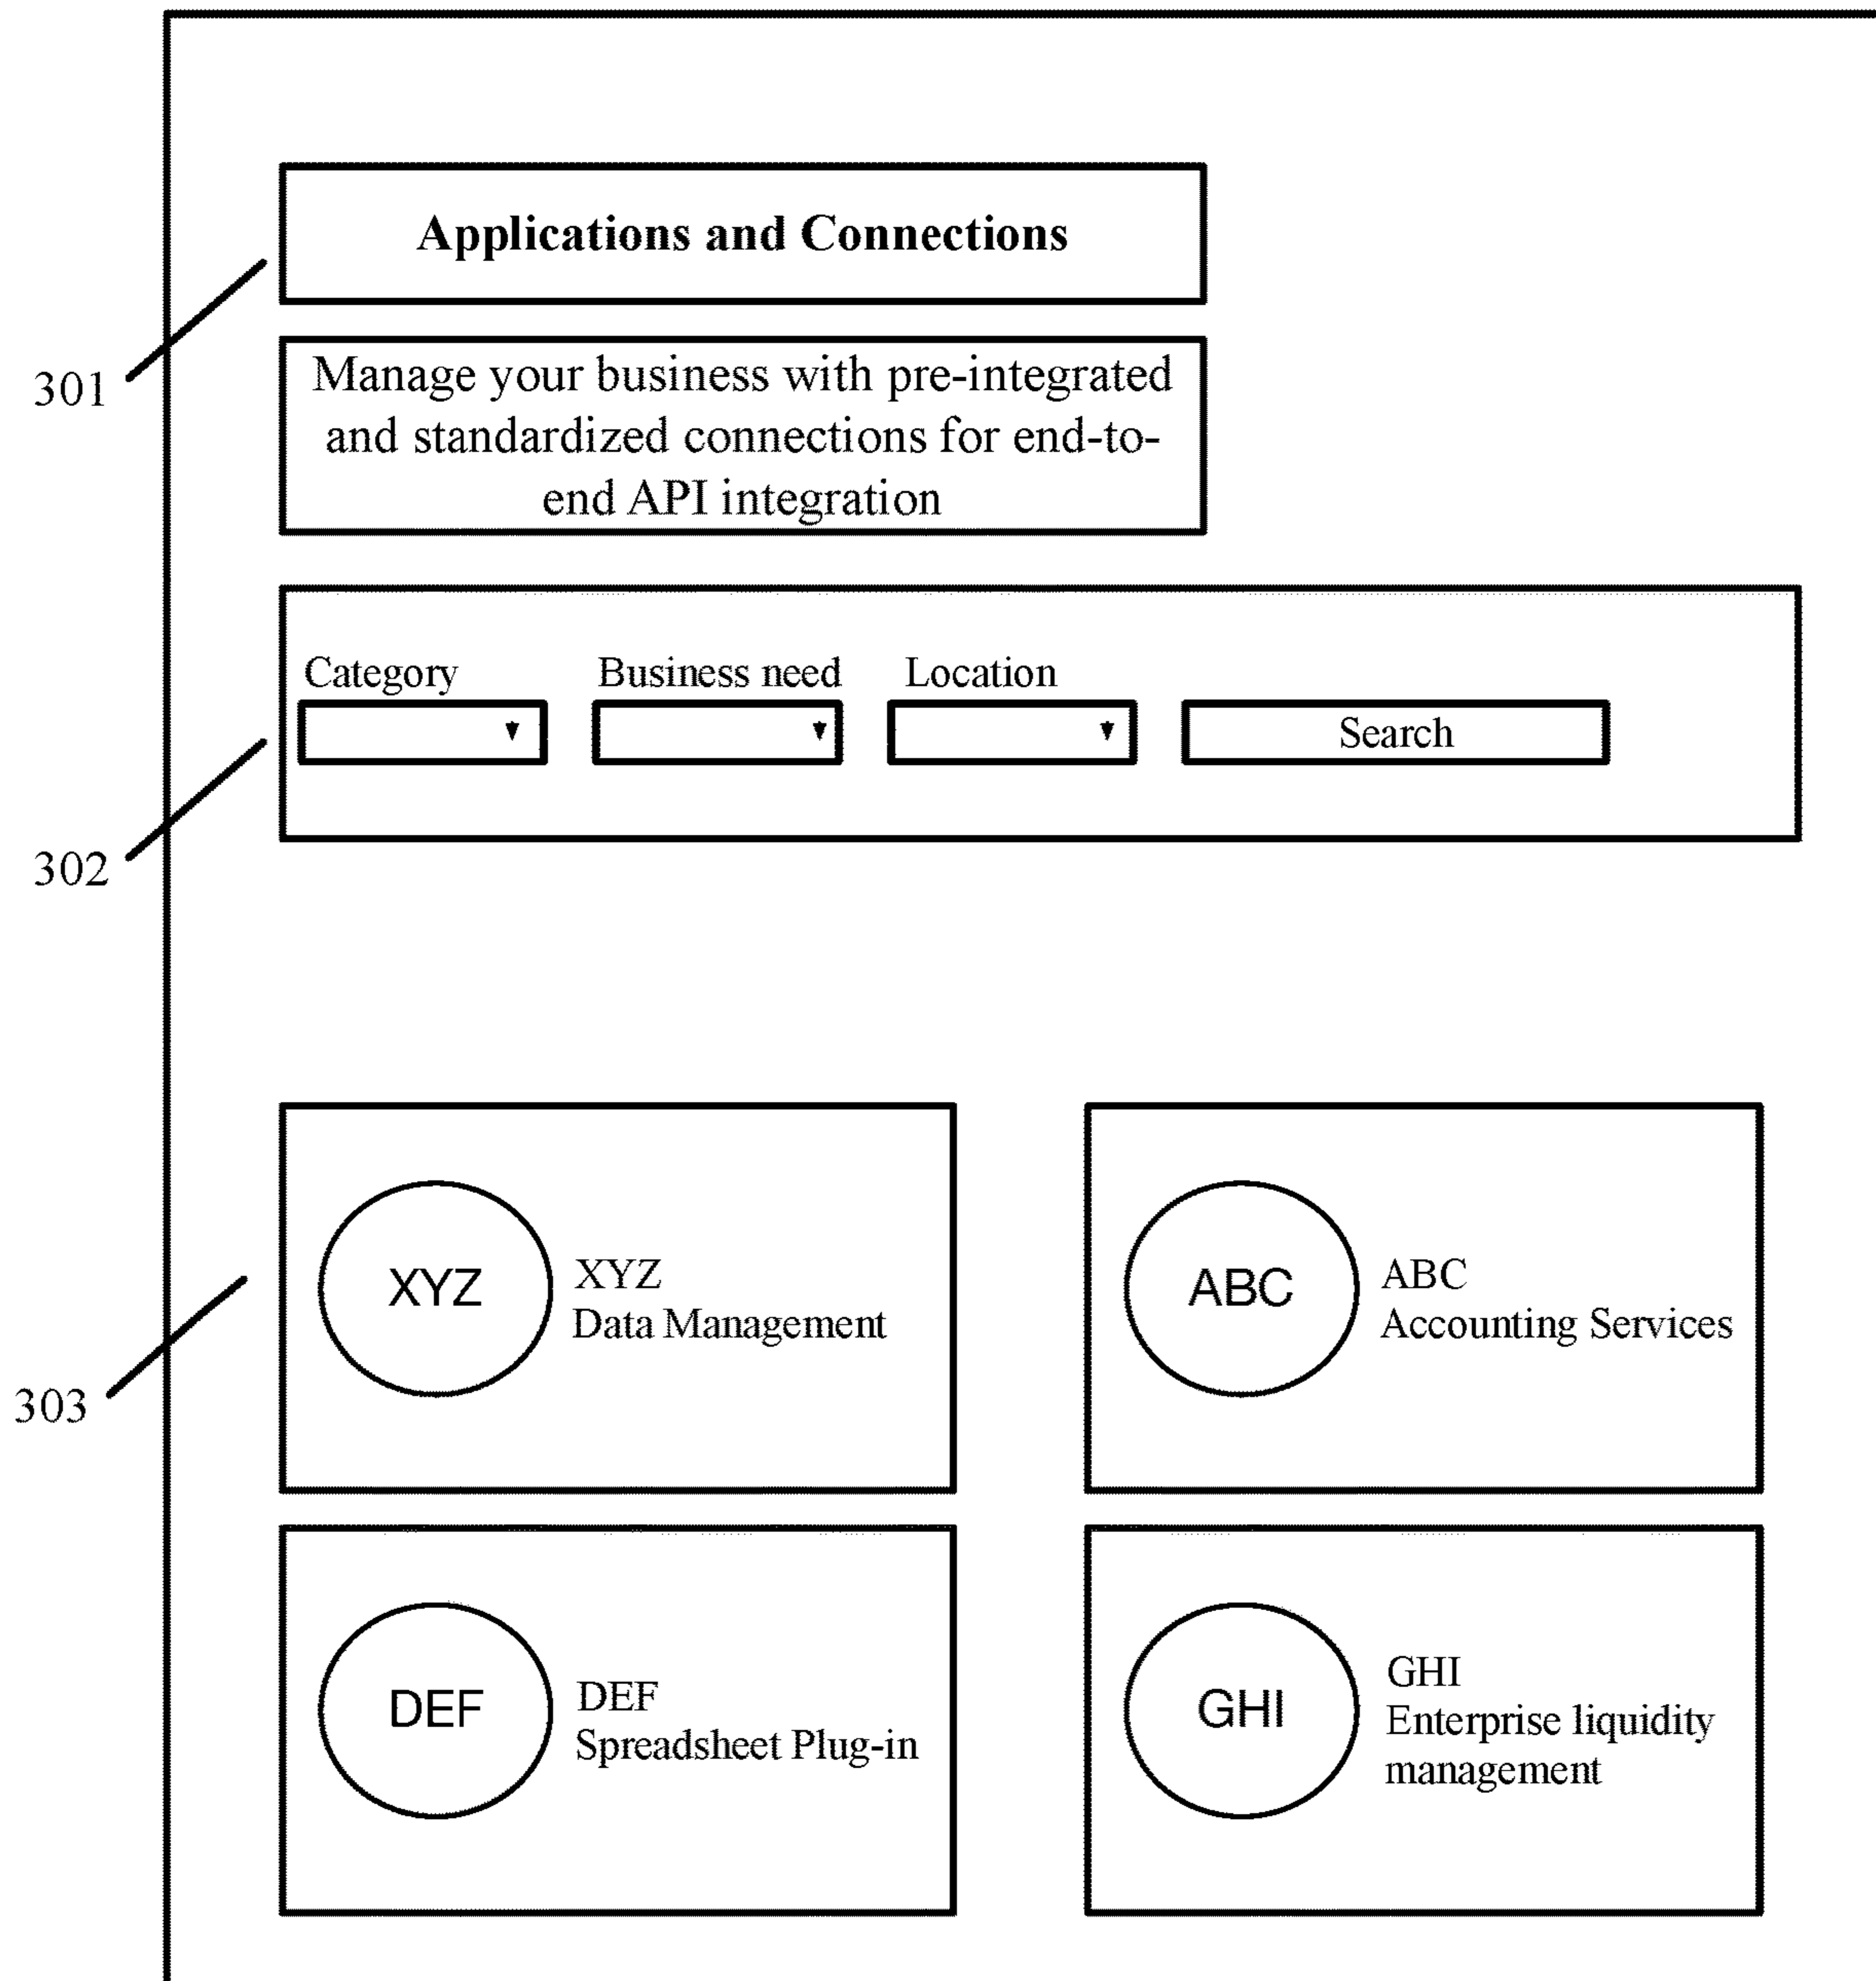 Applications and Connections
301
Manage your business with pre-integrated
and standardized connections for end-to-
end API integration
Category
Business need
Location
Search
302
XYZ
XYZ
Data Management
ABC
ABC
Accounting Services
303
DEF
DEF
Spreadsheet Plug-in
GHI
GHI
Enterprise liquidity
management